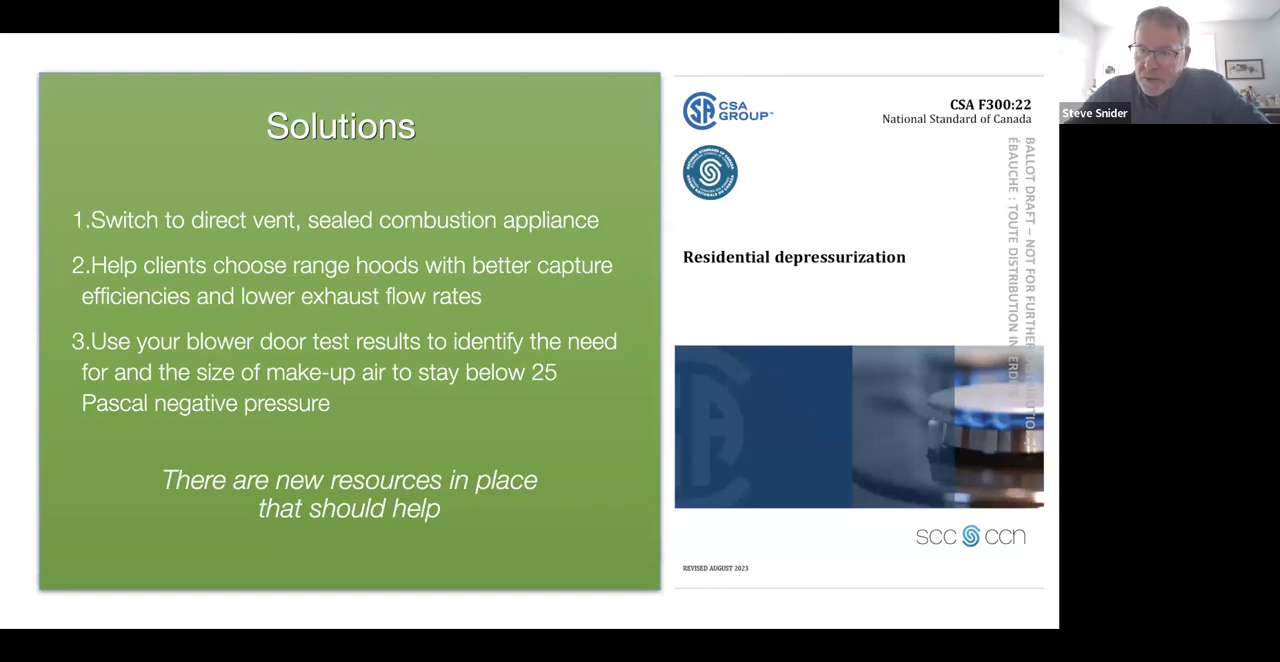 Solutions
1.Switch to direct vent, sealed combustion appliance
2.Help clients choose range hoods with better capture
efficiencies and lower exhaust flow rates
3.Use your blower door test results to identify the need
for and the size of make-up air to stay below 25
Pascal negative pressure
There are new resources in place
that should help
CSA
GROUP™
CSA F300:22
National Standard of Canada
Residential depressurization
BALLOT DRAFT – NOT FOR FURTHER
ÉBAUCHE : TOUTE DISTRIBUTION
scc ccn
REVISED AUGUST 2023
Steve Snider